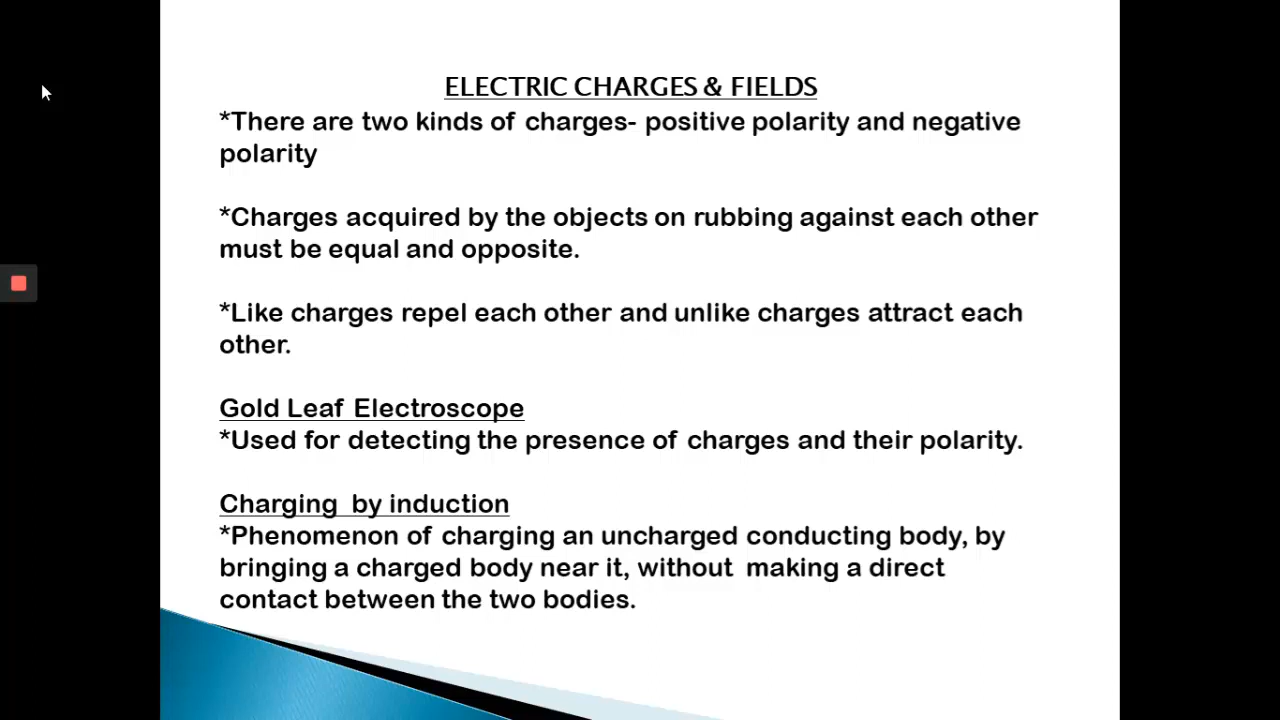 ELECTRIC CHARGES & FIELDS
*There are two kinds of charges- positive polarity and negative
polarity
*Charges acquired by the objects on rubbing against each other
must be equal and opposite.
*Like charges repel each other and unlike charges attract each
other.
Gold Leaf Electroscope
*Used for detecting the presence of charges and their polarity.
Charging by induction
*Phenomenon of charging an uncharged conducting body, by
bringing a charged body near it, without making a direct
contact between the two bodies.